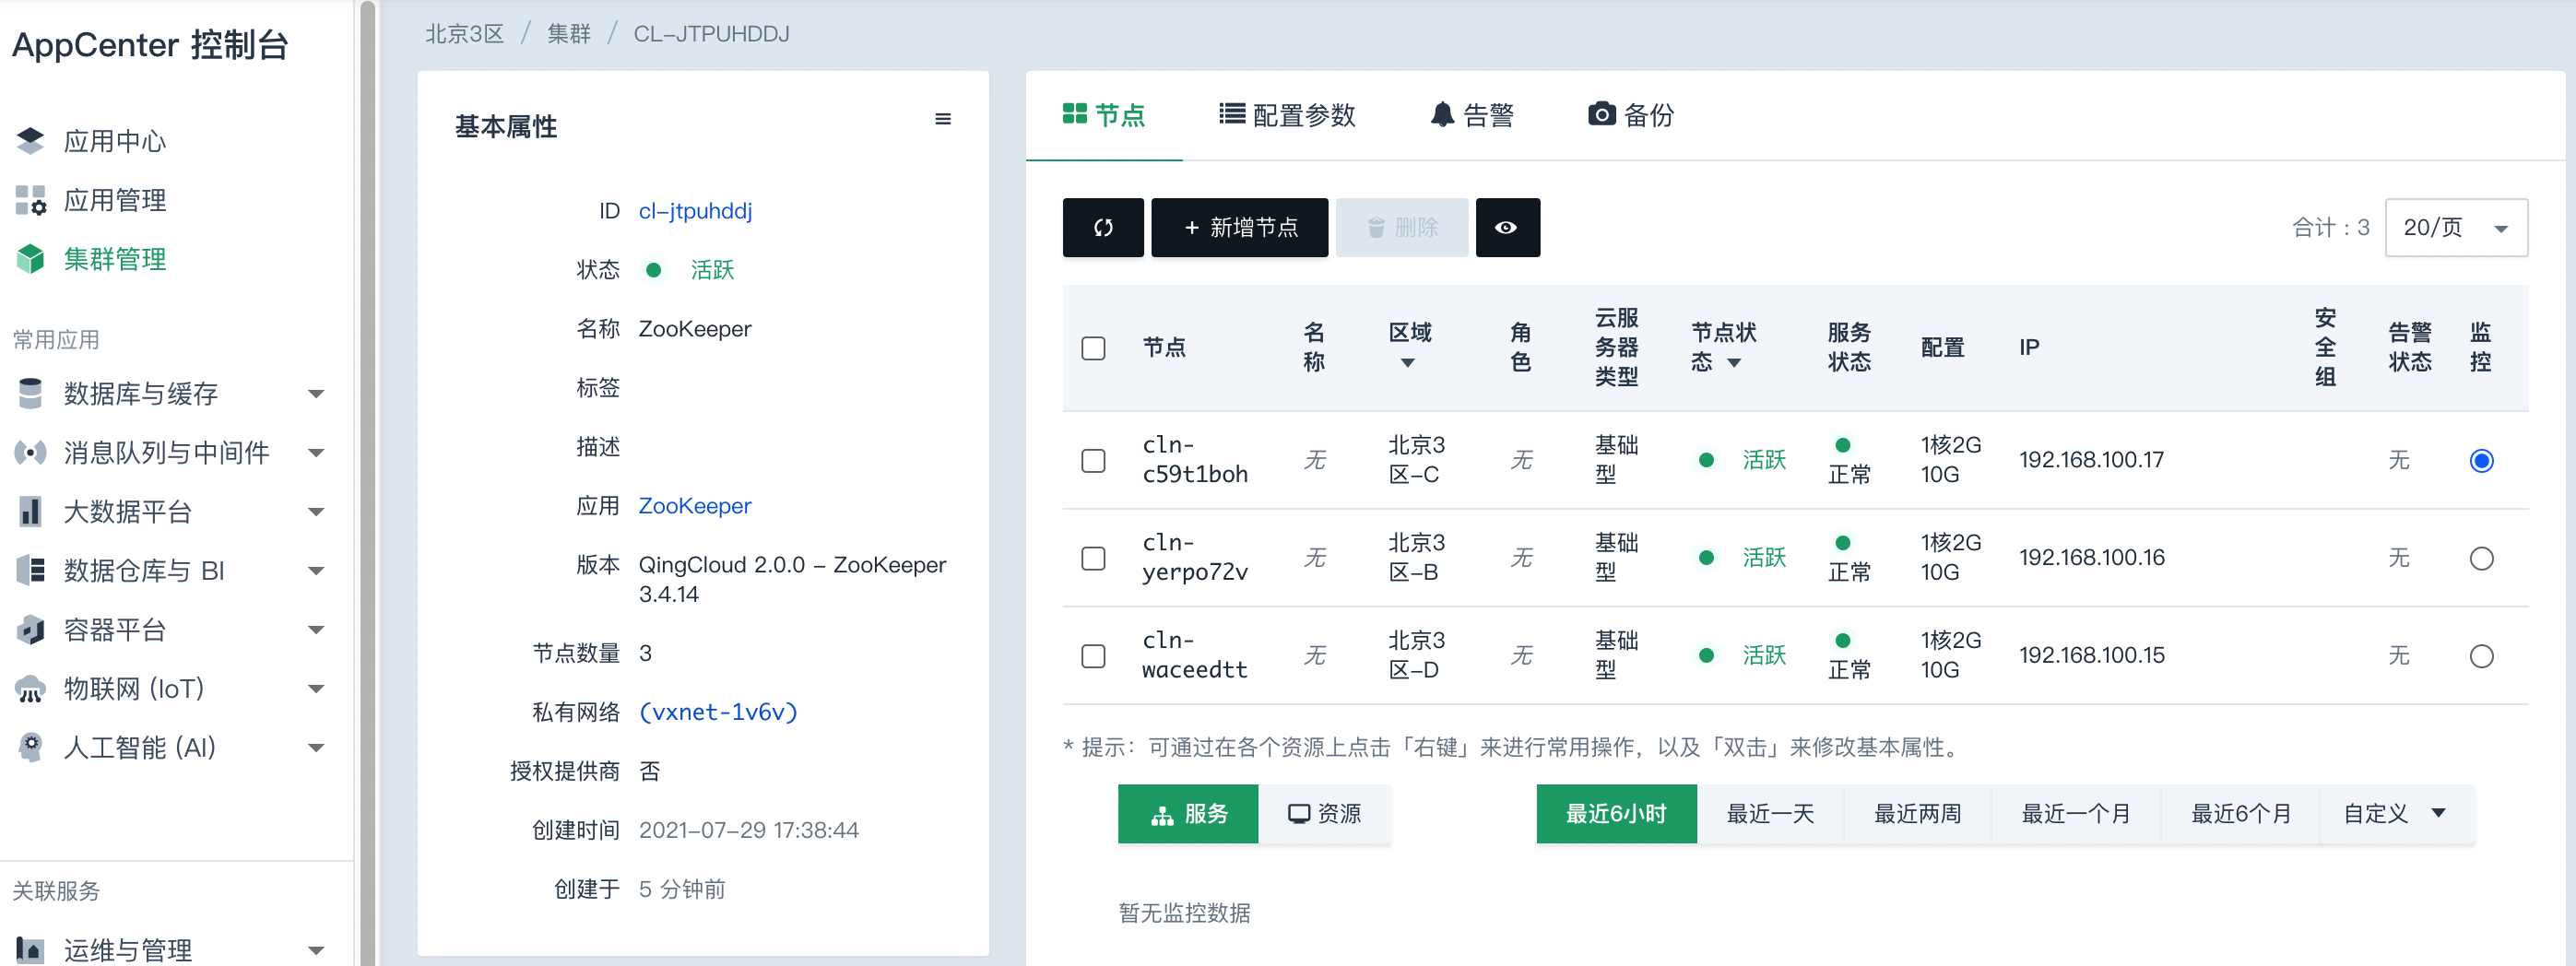 AppCenter 控制台
应用中心
应用管理
集群管理
常用应用
数据库与缓存
消息队列与中间件
大数据平台
数据仓库与 BI
容器平台
物联网 (IoT)
人工智能 (AI)
关联服务
运维与管理
北京3区 / 集群 / CL-JTPUHDDJ
基本属性
ID cl-jtpuhddj
状态 活跃
名称 ZooKeeper
标签
描述
应用 ZooKeeper
版本 QingCloud 2.0.0 - ZooKeeper
3.4.14
节点数量 3
私有网络 (vxnet-1v6v)
授权提供商 否
创建时间 2021-07-29 17:38:44
创建于 5 分钟前
节点 配置参数 告警 备份
+ 新增节点 删除 合计：3 20/页
节点 名称 区域 角色 云服务器类型 节点状态 服务状态 配置 IP 安全组 告警状态 监控
cln-
c59t1boh
无
北京3
区-C
无
基础
型
活跃
正常
1核2G
10G
192.168.100.17
无
cln-
yerpo72v
无
北京3
区-B
无
基础
型
活跃
正常
1核2G
10G
192.168.100.16
无
cln-
waceedtt
无
北京3
区-D
无
基础
型
活跃
正常
1核2G
10G
192.168.100.15
无
* 提示：可通过在各个资源上点击「右键」来进行常用操作，以及「双击」来修改基本属性。
服务 资源 最近6小时 最近一天 最近两周 最近一个月 最近6个月 自定义
暂无监控数据